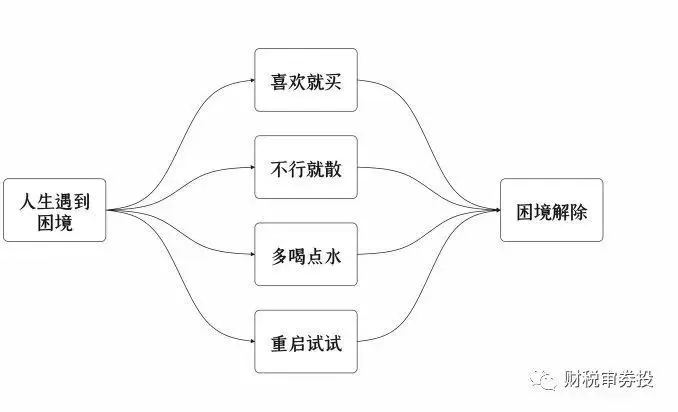 喜欢就买
不行就散
人生遇到
困境
困境解除
多喝点水
重启试试
财税审券投